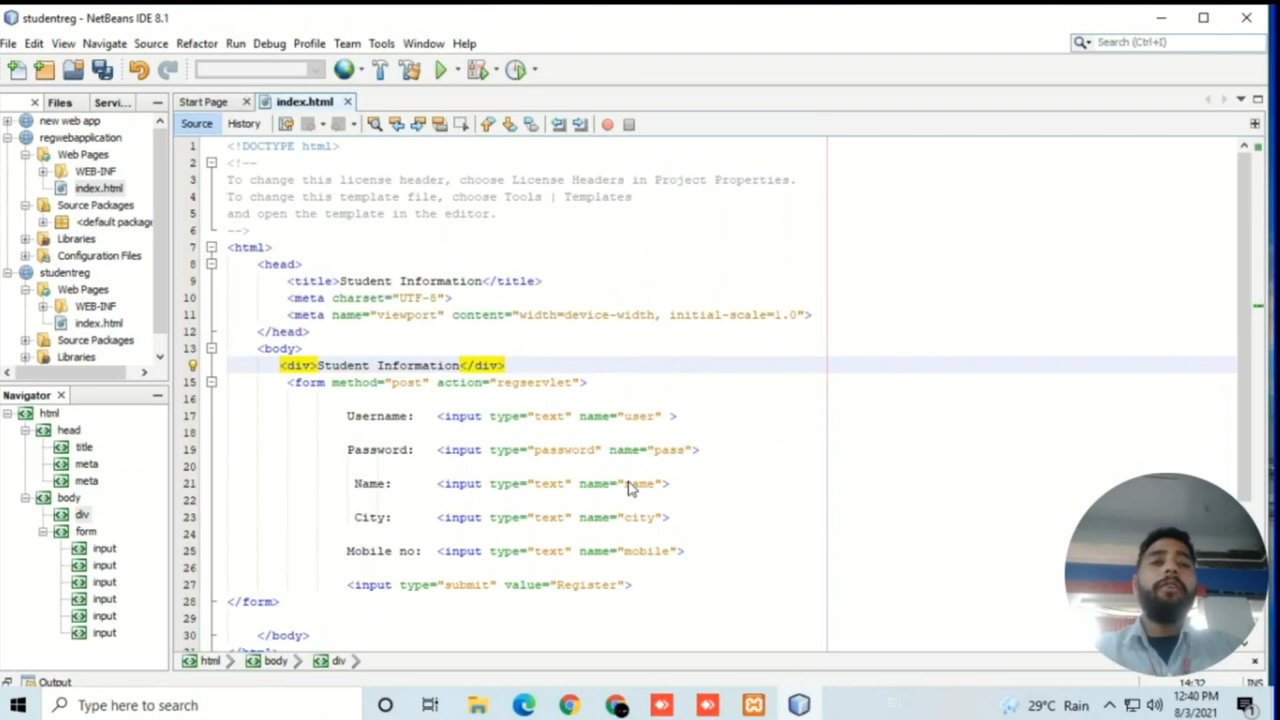 studentreg - NetBeans IDE 8.1
File Edit View Navigate Source Refactor Run Debug Profile Team Tools Window Help
Search (Ctrl+I)
Files Servi...
Start Page index.html
Source History
new web app
regwebapplication
Web Pages
WEB-INF
index.html
Source Packages
<default package
Libraries
Configuration Files
studentreg
Web Pages
WEB-INF
index.html
Source Packages
Libraries
Navigator
html
head
title
meta
meta
body
div
form
input
input
input
input
input
input
1 <!DOCTYPE html>
2 <!--
3 To change this license header, choose License Headers in Project Properties.
4 To change this template file, choose Tools | Templates
5 and open the template in the editor.
6 -->
7 <html>
8 <head>
9 <title>Student Information</title>
10 <meta charset="UTF-8">
11 <meta name="viewport" content="width=device-width, initial-scale=1.0">
12 </head>
13 <body>
<div>Student Information</div>
15 <form method="post" action="regservlet">
16
17 Username: <input type="text" name="user" >
18
19 Password: <input type="password" name="pass">
20
21 Name: <input type="text" name="name">
22
23 City: <input type="text" name="city">
24
25 Mobile no: <input type="text" name="mobile">
26
27 <input type="submit" value="Register">
28 </form>
29
30 </body>
html body div
Output
14:32 INS
Type here to search
29°C Rain
12:40 PM
8/3/2021
1